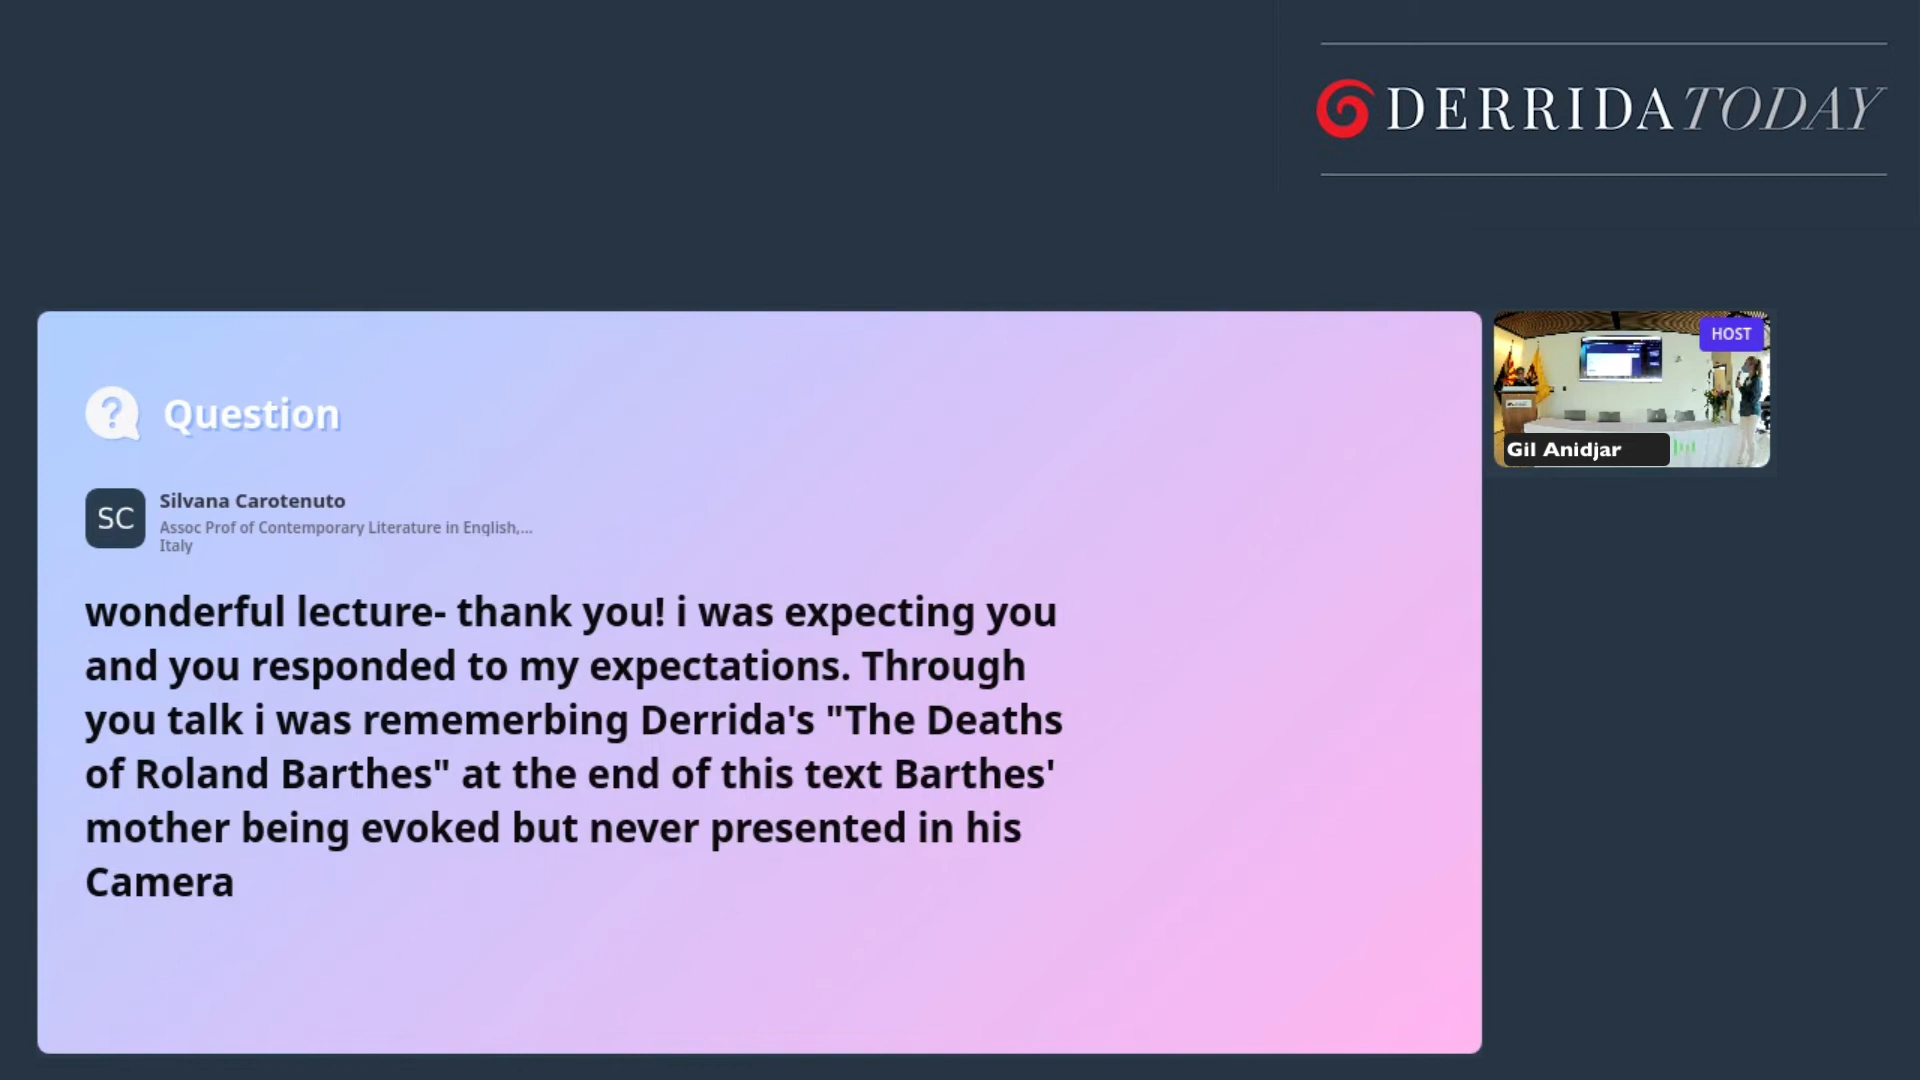 DERRIDATODAY
Question
SC
Silvana Carotenuto
Assoc Prof of Contemporary Literature in English,...
Italy
wonderful lecture- thank you! i was expecting you
and you responded to my expectations. Through
you talk i was rememerbing Derrida's "The Deaths
of Roland Barthes" at the end of this text Barthes'
mother being evoked but never presented in his
Camera
HOST
Gil Anidjar